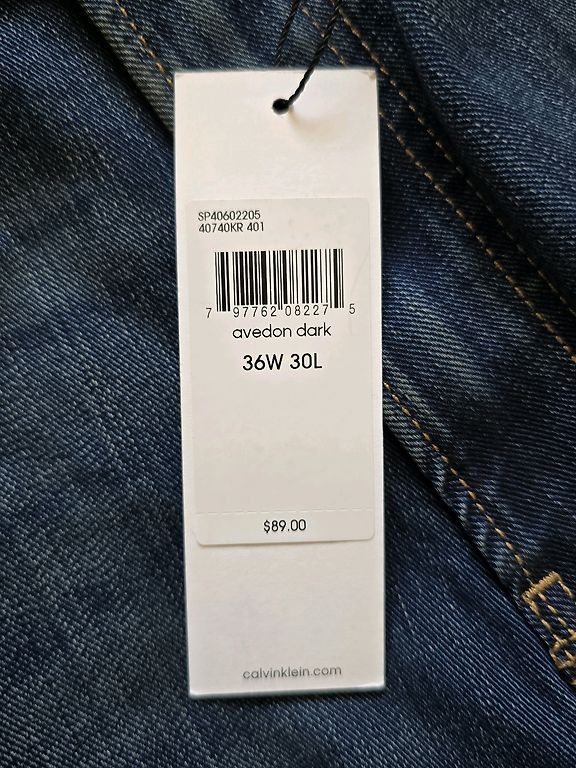 SP40602205
40740KR 401
7 97762 08227 5
avedon dark
36W 30L
$89.00
calvinklein.com